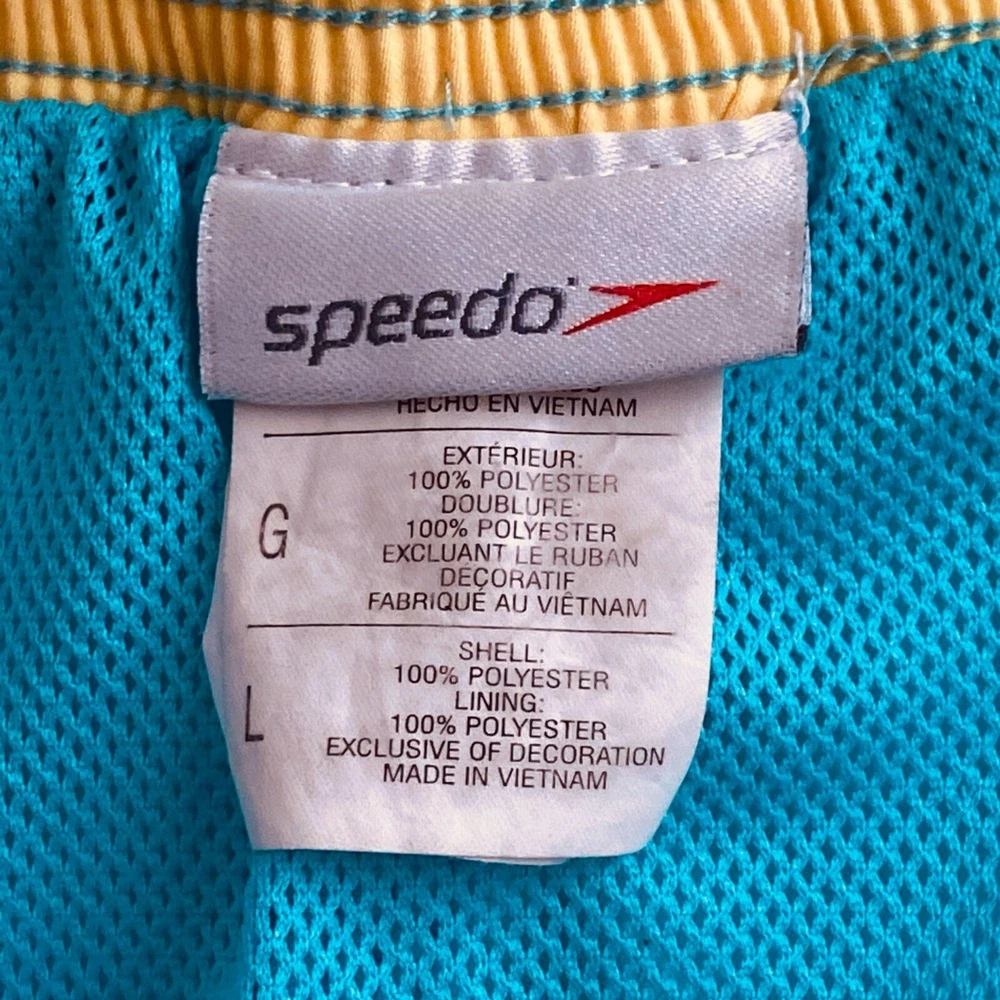 speedo
HECHO EN VIETNAM
G
EXTÉRIEUR:
100% POLYESTER
DOUBLURE:
100% POLYESTER
EXCLUANT LE RUBAN
DÉCORATIF
FABRIQUÉ AU VIÊTNAM
L
SHELL:
100% POLYESTER
LINING:
100% POLYESTER
EXCLUSIVE OF DECORATION
MADE IN VIETNAM